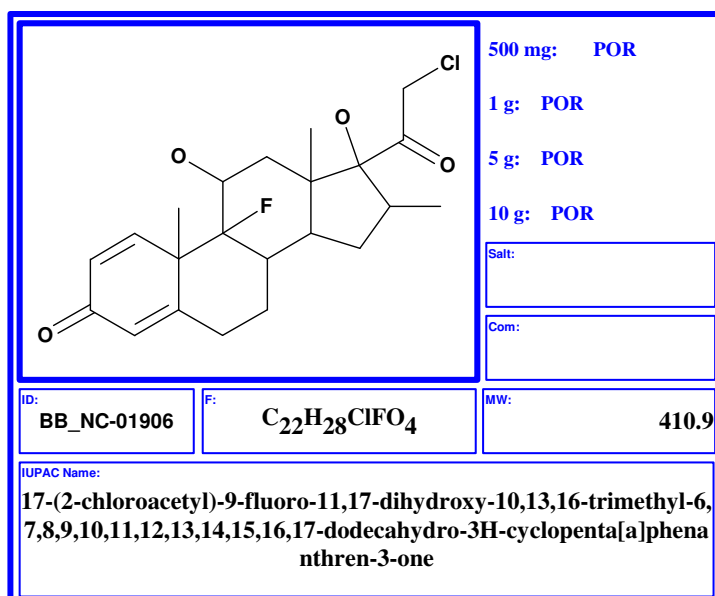 Cl
O
O
O
F
O
500 mg: POR
1 g: POR
5 g: POR
10 g: POR
Salt:
Com:
ID:
BB_NC-01906
F:
C22H28ClFO4
MW:
410.9
IUPAC Name:
17-(2-chloroacetyl)-9-fluoro-11,17-dihydroxy-10,13,16-trimethyl-6,
7,8,9,10,11,12,13,14,15,16,17-dodecahydro-3H-cyclopenta[a]phena
nthren-3-one